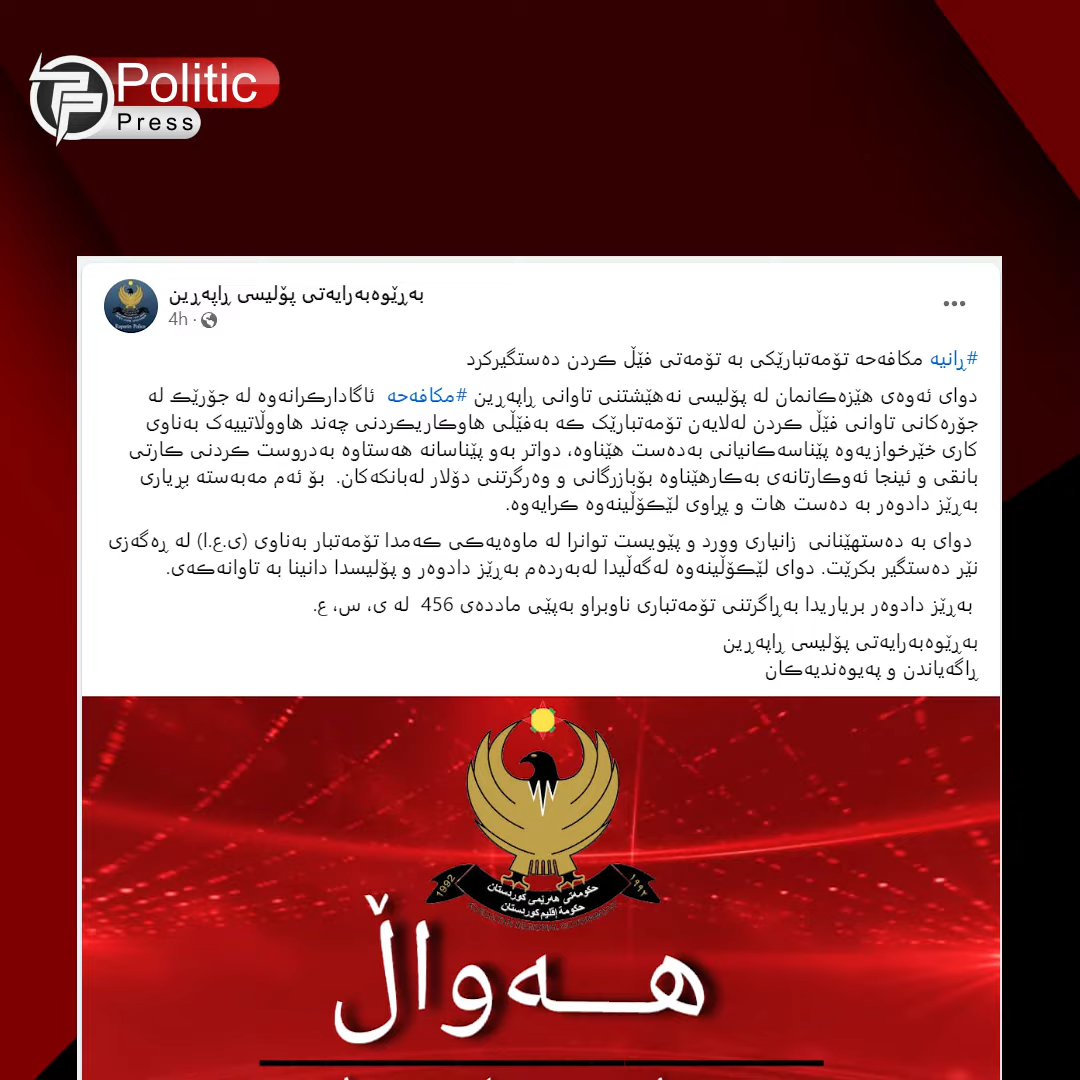 Politic
Press
بەڕێوەبەرایەتی پۆلیسی ڕاپەڕین
4h ·
#ڕانیە مکافەحە تۆمەتبارێکی بە تۆمەتی فێڵ کردن دەستگیرکرد
دوای ئەوەی هێزەکانمان لە پۆلیسی نەهێشتنی تاوانی ڕاپەڕین #مکافەحە ئاگادارکرانەوە لە جۆرێک لە
جۆرەکانی تاوانی فێڵ کردن لەلایەن تۆمەتبارێک کە بەفێڵی هاوکاریکردنی چەند هاووڵاتییەک بەناوی
کاری خێرخوازیەوە پێناسەکانیانی بەدەست هێناوە، دواتر بەو پێناسانە هەستاوە بەدروست کردنی کارتی
بانقی و ئینجا ئەوکارتانەی بەکارهێناوە بۆبازرگانی و وەرگرتنی دۆلار لەبانکەکان. بۆ ئەم مەبەستە بڕیاری
بەڕێز دادوەر بە دەست هات و پڕاوی لێکۆڵینەوە کرایەوە.
دوای بە دەستهێنانی زانیاری وورد و پێویست توانرا لە ماوەیەکی کەمدا تۆمەتبار بەناوی (ی.ع.ا) لە ڕەگەزی
نێر دەستگیر بکرێت. دوای لێکۆڵینەوە لەگەڵیدا لەبەردەم بەڕێز دادوەر و پۆلیسدا دانینا بە تاوانەکەی.
بەڕێز دادوەر بریاریدا بەڕاگرتنی تۆمەتباری ناوبراو بەپێی ماددەی 456 لە ی، س، ع.
بەڕێوەبەرایەتی پۆلیسی ڕاپەڕین
ڕاگەیاندن و پەیوەندیەکان
1992
حکومەتی هەرێمی کوردستان
١٩٩٢
حكومة إقليم كوردستان
هەواڵ